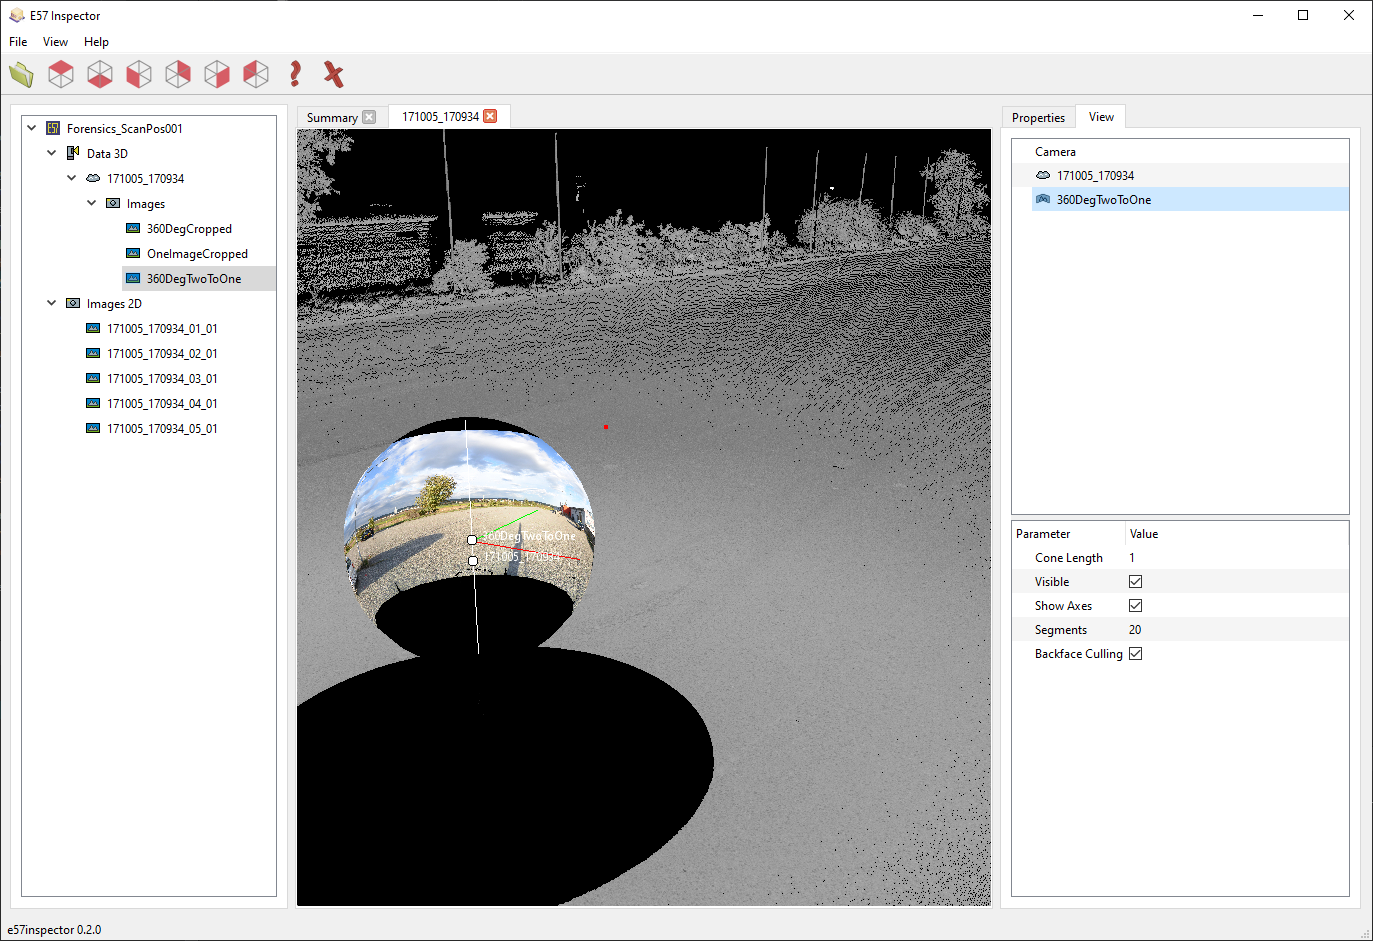 E57 Inspector
File View Help
Forensics_ScanPos001
Data 3D
171005_170934
Images
360DegCropped
OneImageCropped
360DegTwoToOne
Images 2D
171005_170934_01_01
171005_170934_02_01
171005_170934_03_01
171005_170934_04_01
171005_170934_05_01
Summary 171005_170934
360DegTwoToOne
171005_170934
Properties View
Camera
171005_170934
360DegTwoToOne
Parameter Value
Cone Length 1
Visible
Show Axes
Segments 20
Backface Culling
e57inspector 0.2.0